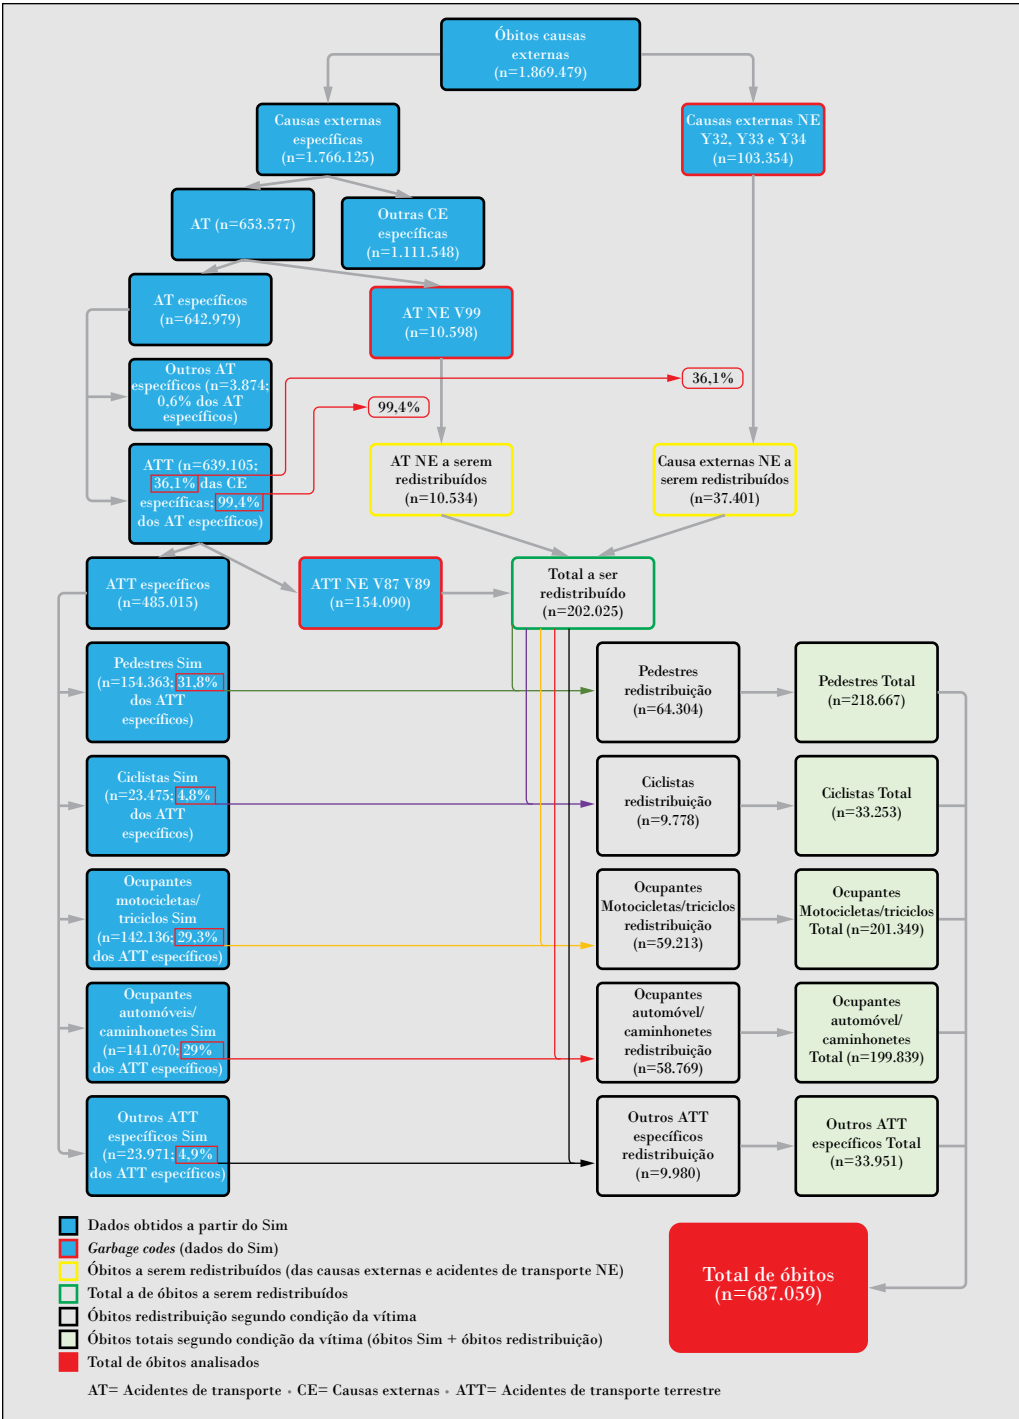 Óbitos causas
externas
(n=1.869.479)
Causas externas
específicas
(n=1.766.125)
Causas externas NE
Y32, Y33 e Y34
(n=103.354)
AT (n=653.577)
Outras CE
específicas
(n=1.111.548)
AT específicos
(n=642.979)
AT NE V99
(n=10.598)
Outros AT
específicos (n=3.874;
0,6% dos AT
específicos)
36,1%
99,4%
ATT (n=639.105;
36,1% das CE
específicas; 99,4%
dos AT específicos)
AT NE a serem
redistribuídos
(n=10.534)
Causa externas NE a
serem redistribuídos
(n=37.401)
ATT específicos
(n=485.015)
ATT NE V87 V89
(n=154.090)
Total a ser
redistribuído
(n=202.025)
Pedestres Sim
(n=154.363; 31,8%
dos ATT
específicos)
Pedestres
redistribuição
(n=64.304)
Pedestres Total
(n=218.667)
Ciclistas Sim
(n=23.475; 4,8%
dos ATT
específicos)
Ciclistas
redistribuição
(n=9.778)
Ciclistas Total
(n=33.253)
Ocupantes
motocicletas/
triciclos Sim
(n=142.136; 29,3%
dos ATT específicos)
Ocupantes
Motocicletas/triciclos
redistribuição
(n=59.213)
Ocupantes
Motocicletas/triciclos
Total (n=201.349)
Ocupantes
automóveis/
caminhonetes Sim
(n=141.070; 29%
dos ATT específicos)
Ocupantes
automóvel/
caminhonetes
redistribuição
(n=58.769)
Ocupantes
automóvel/
caminhonetes
Total (n=199.839)
Outros ATT
específicos Sim
(n=23.971; 4,9%
dos ATT específicos)
Outros ATT
específicos
redistribuição
(n=9.980)
Outros ATT
específicos Total
(n=33.951)
Dados obtidos a partir do Sim
Garbage codes (dados do Sim)
Óbitos a serem redistribuídos (das causas externas e acidentes de transporte NE)
Total a de óbitos a serem redistribuídos
Óbitos redistribuição segundo condição da vítima
Óbitos totais segundo condição da vítima (óbitos Sim + óbitos redistribuição)
Total de óbitos analisados
Total de óbitos
(n=687.059)
AT= Acidentes de transporte • CE= Causas externas • ATT= Acidentes de transporte terrestre